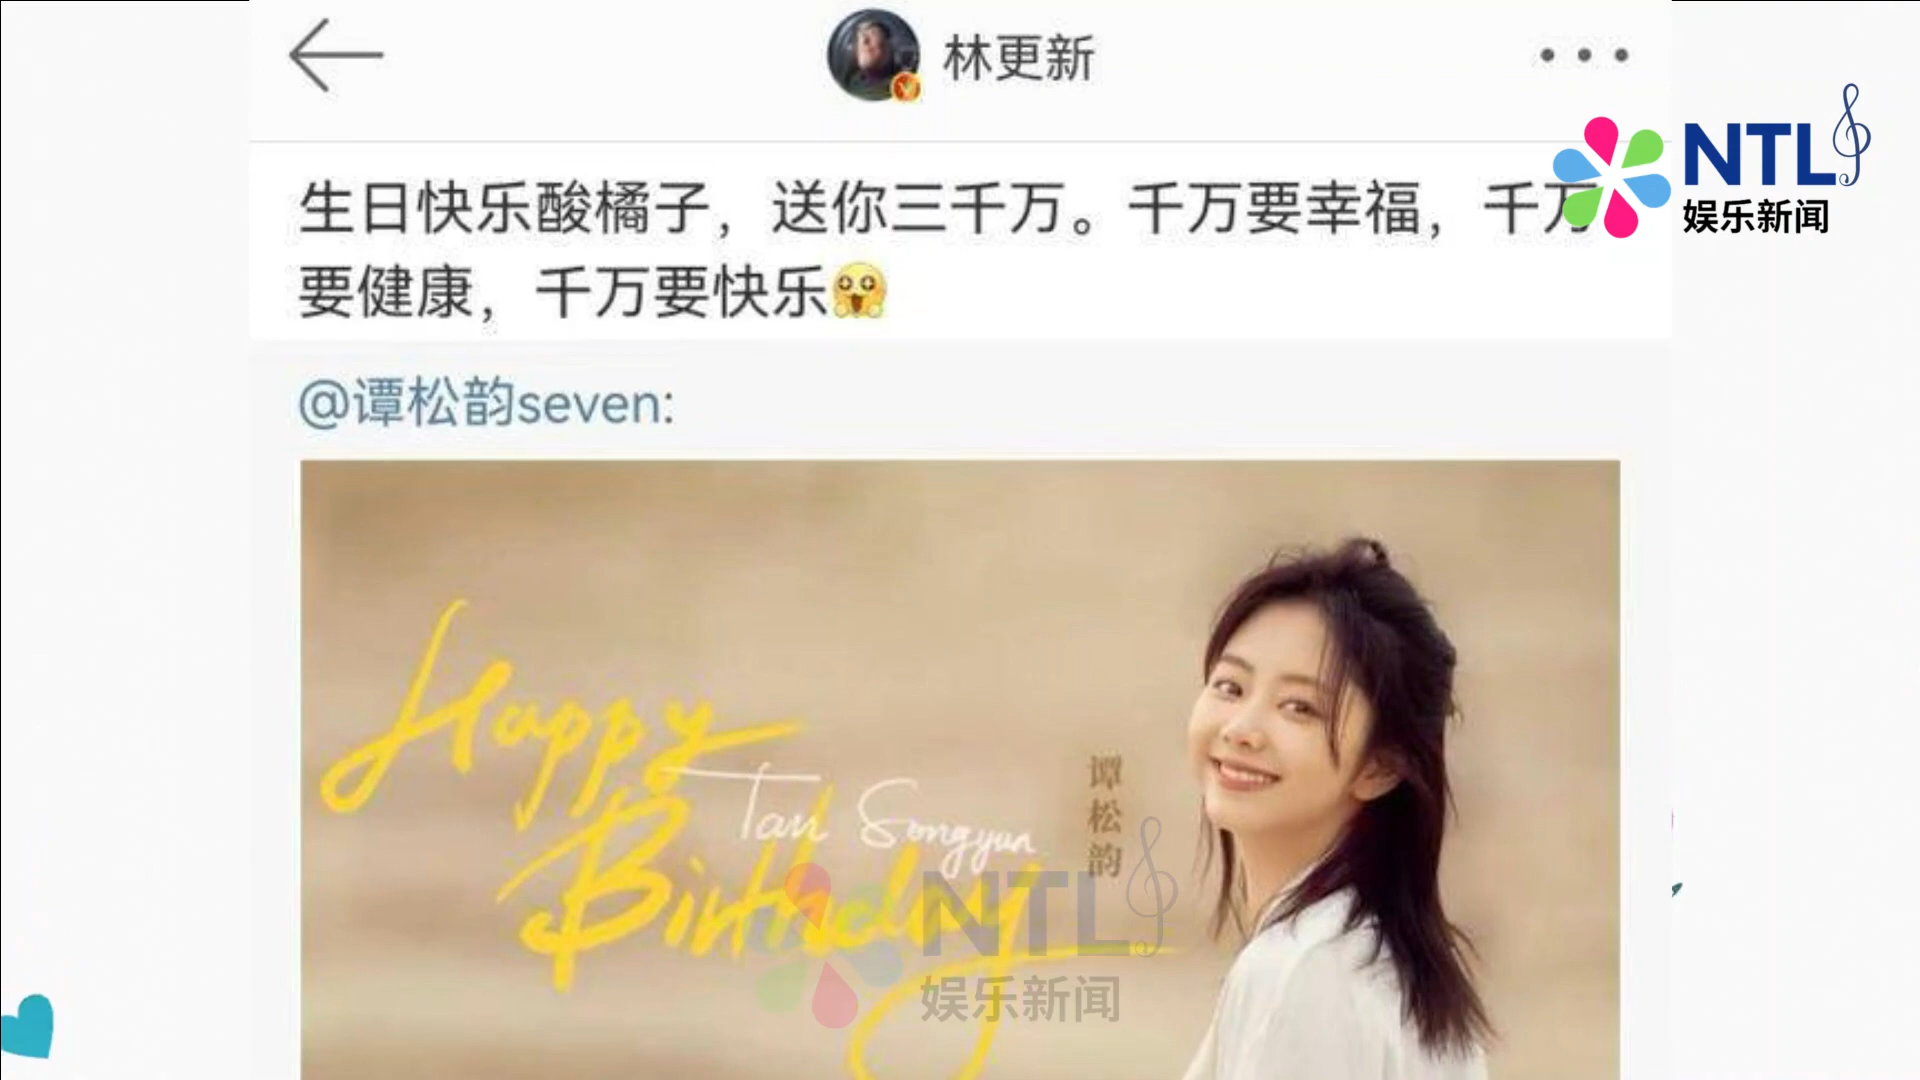 林更新
NTL
娱乐新闻
生日快乐酸橘子，送你三千万。千万要幸福，千万
要健康，千万要快乐
@谭松韵seven:
Happy
Birthday
Tan Songyun
谭松韵
NTL
娱乐新闻